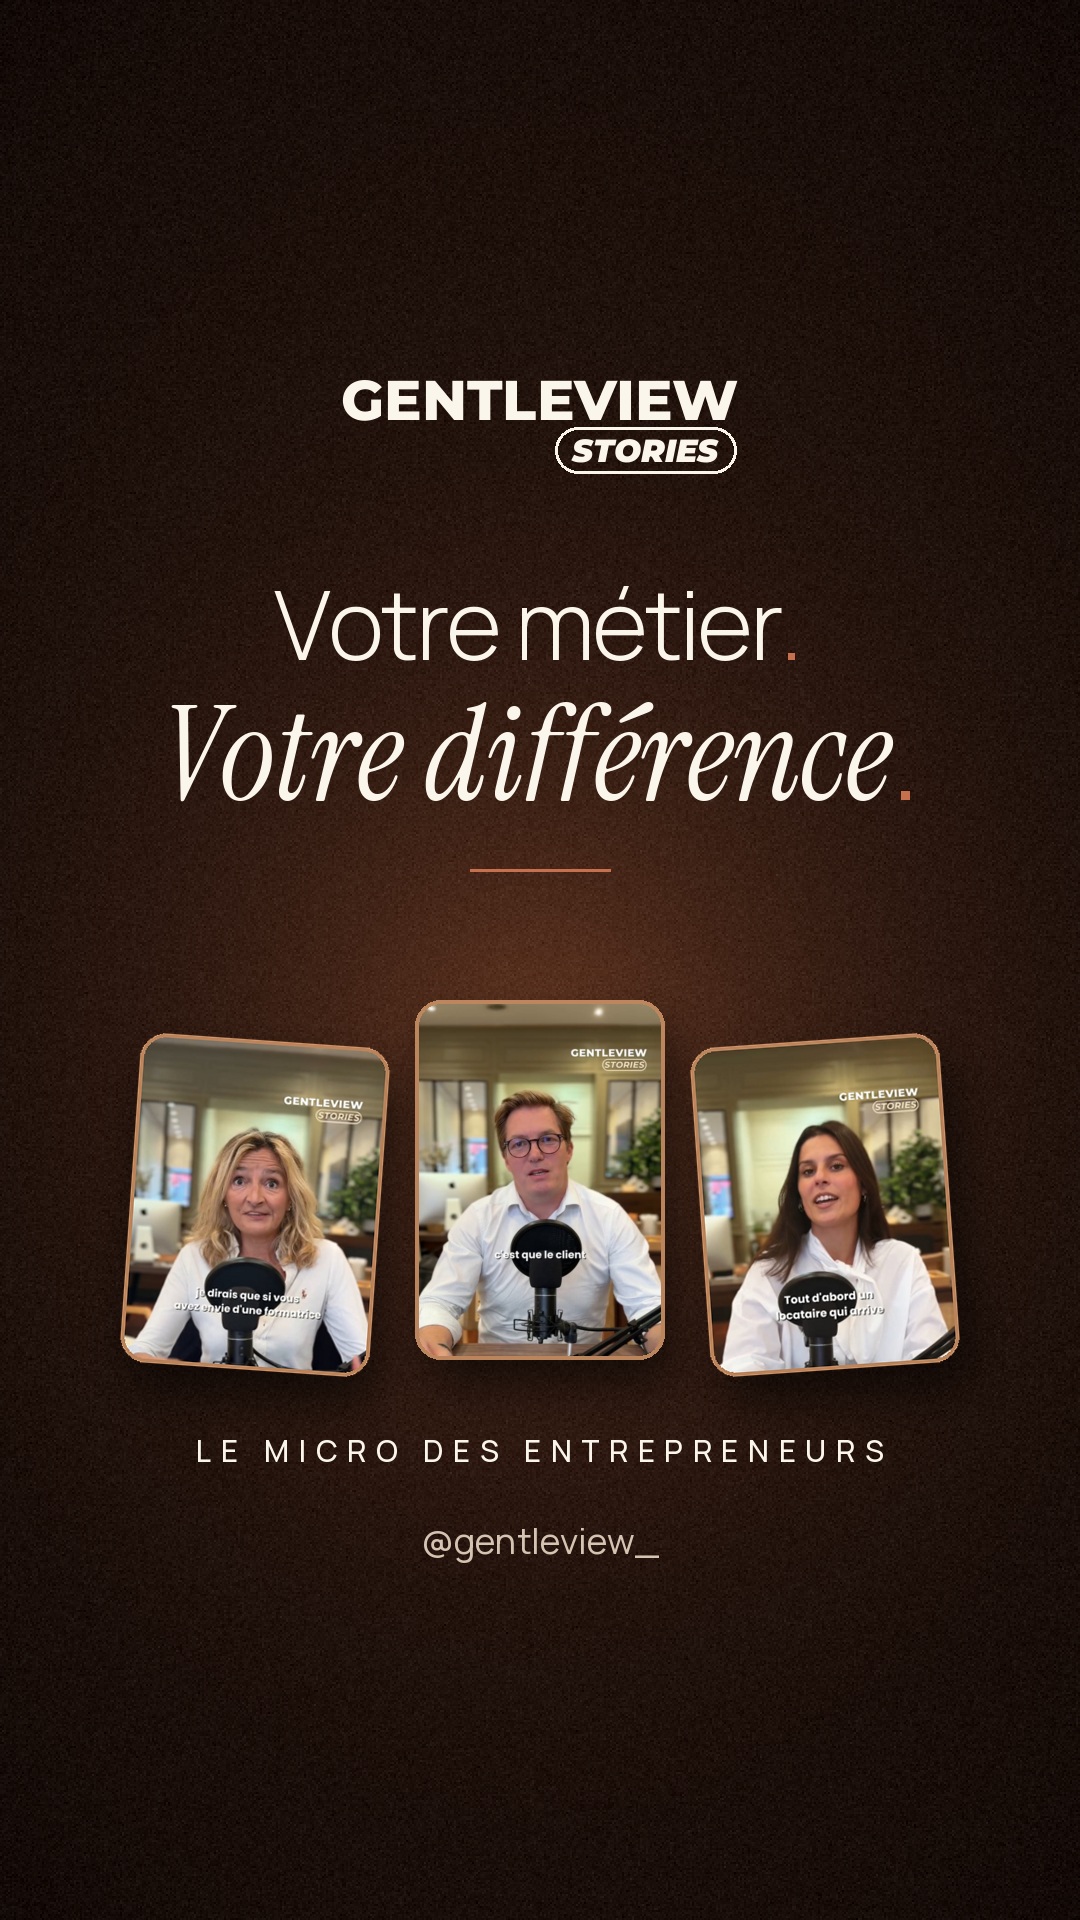 GENTLEVIEW
STORIES
Votre métier.
Votre différence.
GENTLEVIEW
STORIES
je dirais que si vous
avez envie d'une formatrice
GENTLEVIEW
STORIES
c'est que le client
GENTLEVIEW
STORIES
Tout d'abord un
locataire qui arrive
LE MICRO DES ENTREPRENEURS
@gentleview_